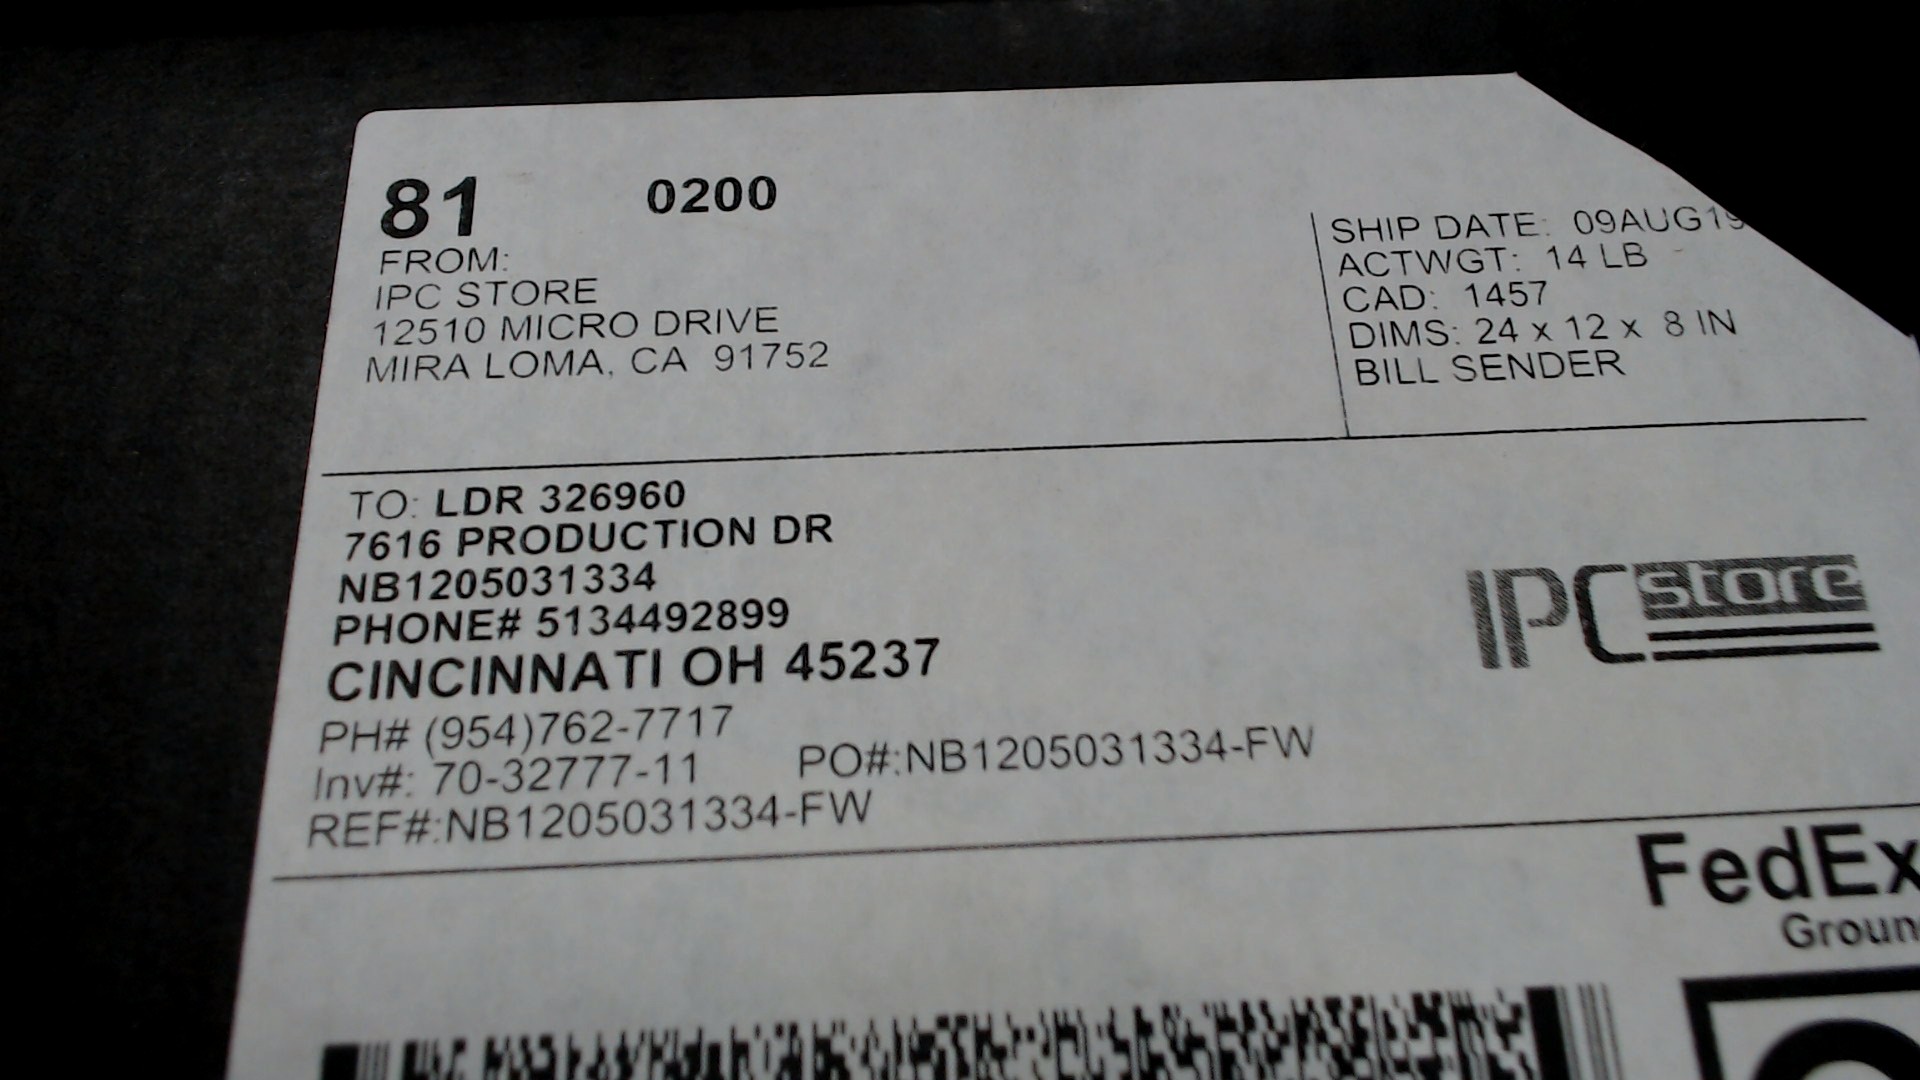 81 0200
FROM:
IPC STORE
12510 MICRO DRIVE
MIRA LOMA, CA 91752
SHIP DATE: 09AUG19
ACTWGT: 14 LB
CAD: 1457
DIMS: 24 x 12 x 8 IN
BILL SENDER
TO: LDR 326960
7616 PRODUCTION DR
NB1205031334
PHONE# 5134492899
CINCINNATI OH 45237
PH# (954)762-7717
Inv#: 70-32777-11 PO#:NB1205031334-FW
REF#:NB1205031334-FW
IPC store
FedEx
Groun